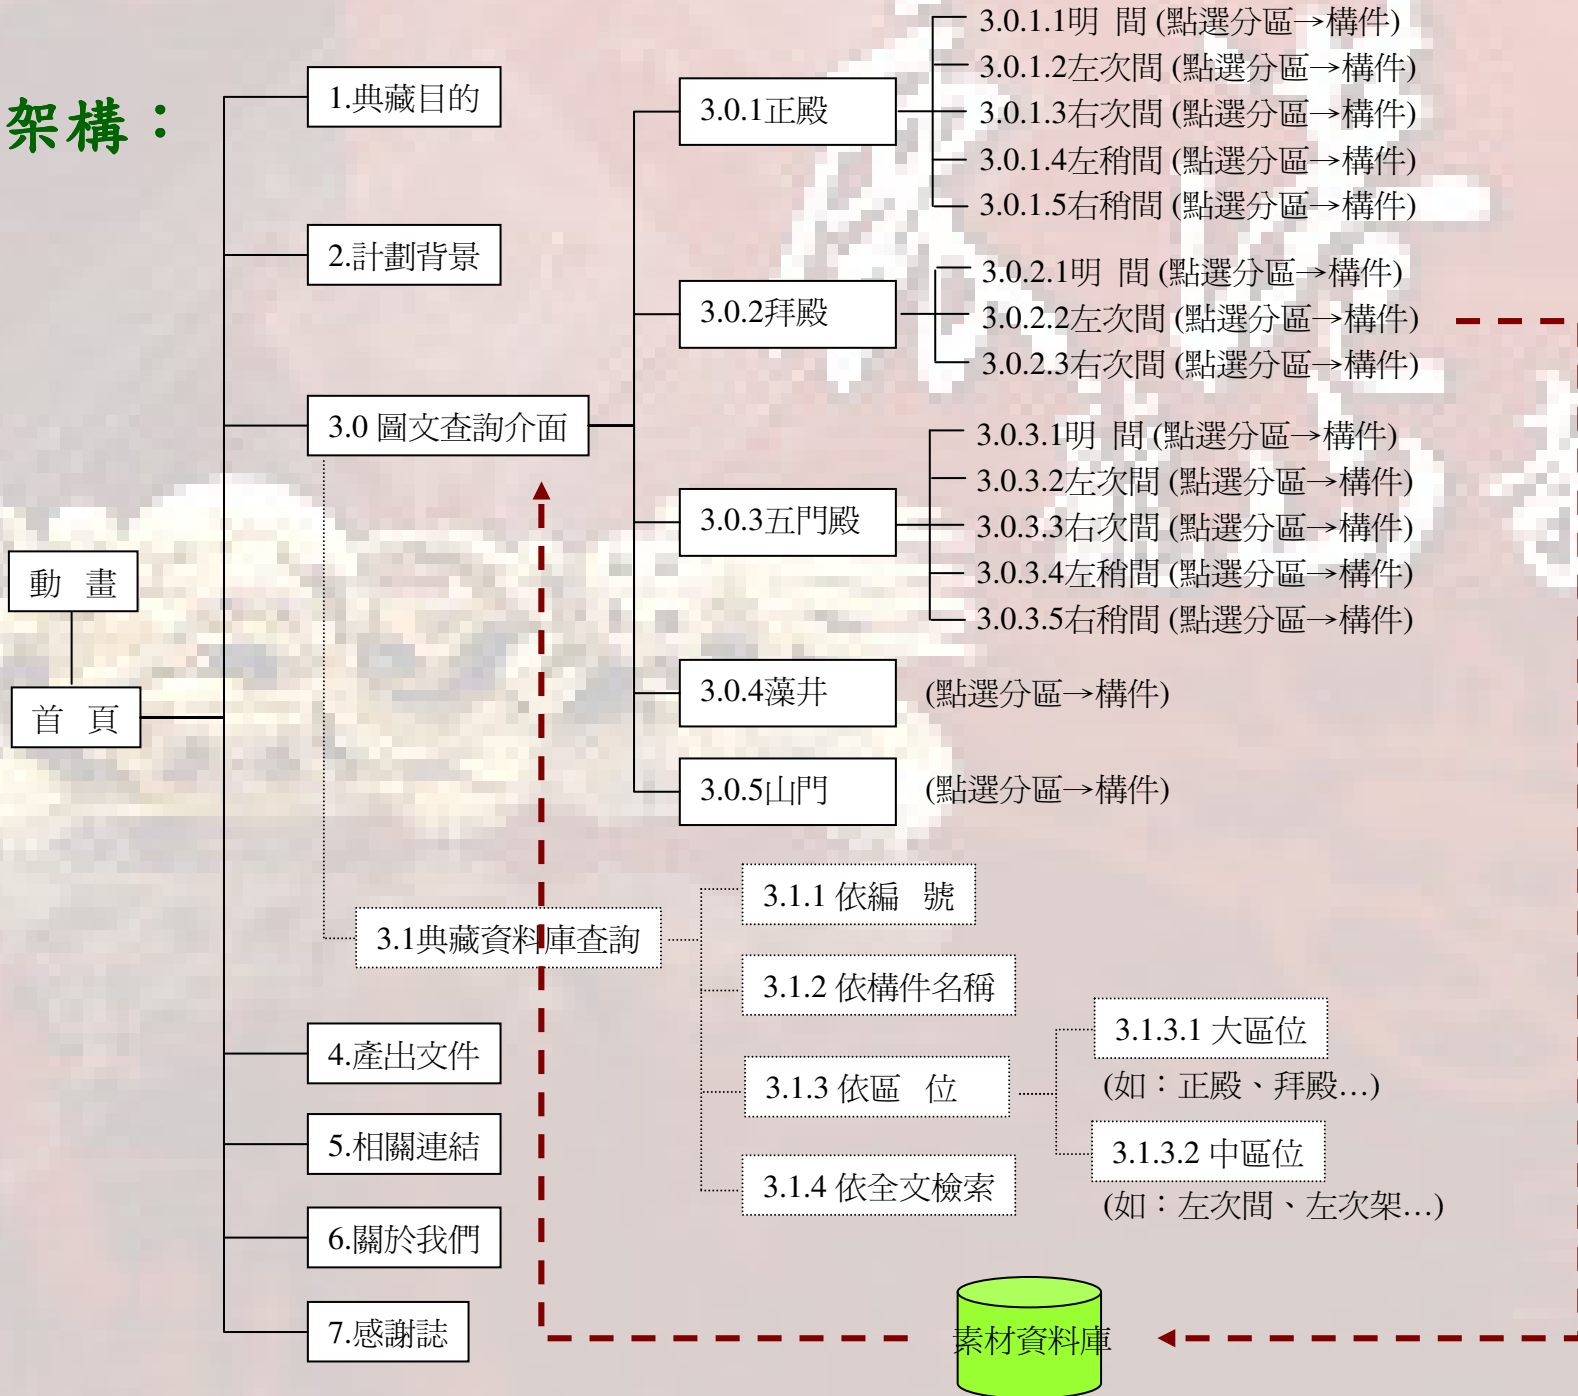 架構：
動 畫
首 頁
1.典藏目的
2.計劃背景
3.0 圖文查詢介面
3.0.1正殿
3.0.1.1明 間 (點選分區→構件)
3.0.1.2左次間 (點選分區→構件)
3.0.1.3右次間 (點選分區→構件)
3.0.1.4左稍間 (點選分區→構件)
3.0.1.5右稍間 (點選分區→構件)
3.0.2拜殿
3.0.2.1明 間 (點選分區→構件)
3.0.2.2左次間 (點選分區→構件)
3.0.2.3右次間 (點選分區→構件)
3.0.3五門殿
3.0.3.1明 間 (點選分區→構件)
3.0.3.2左次間 (點選分區→構件)
3.0.3.3右次間 (點選分區→構件)
3.0.3.4左稍間 (點選分區→構件)
3.0.3.5右稍間 (點選分區→構件)
3.0.4藻井 (點選分區→構件)
3.0.5山門 (點選分區→構件)
3.1典藏資料庫查詢
3.1.1 依編 號
3.1.2 依構件名稱
3.1.3 依區 位
3.1.3.1 大區位
(如：正殿、拜殿…)
3.1.3.2 中區位
(如：左次間、左次架…)
3.1.4 依全文檢索
4.產出文件
5.相關連結
6.關於我們
7.感謝誌
素材資料庫